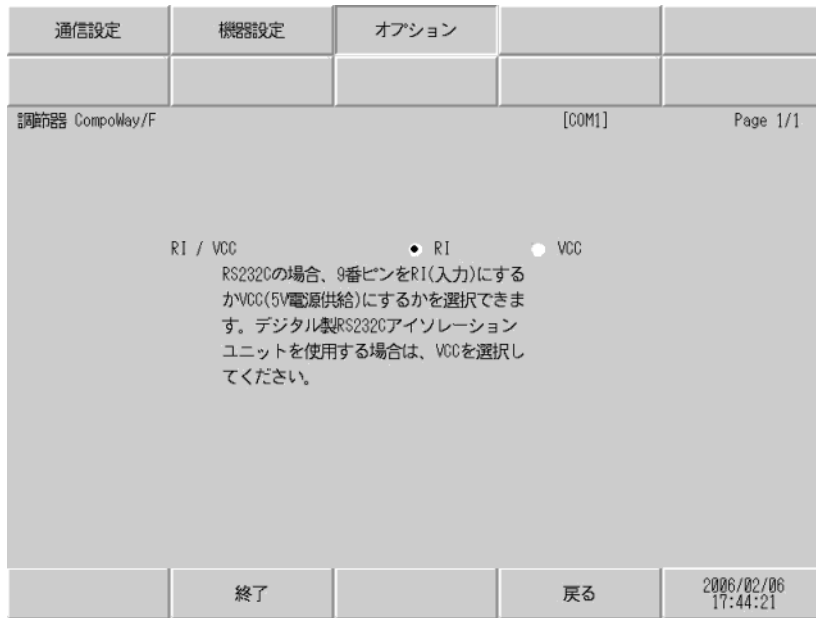 通信設定 機器設定 オプション
調節器 CompoWay/F [COM1] Page 1/1
RI / VCC RI VCC
RS232Cの場合、9番ピンをRI(入力)にする
かVCC(5V電源供給)にするかを選択できま
す。デジタル製RS232Cアイソレーション
ユニットを使用する場合は、VCCを選択し
てください。
終了 戻る 2006/02/06
17:44:21